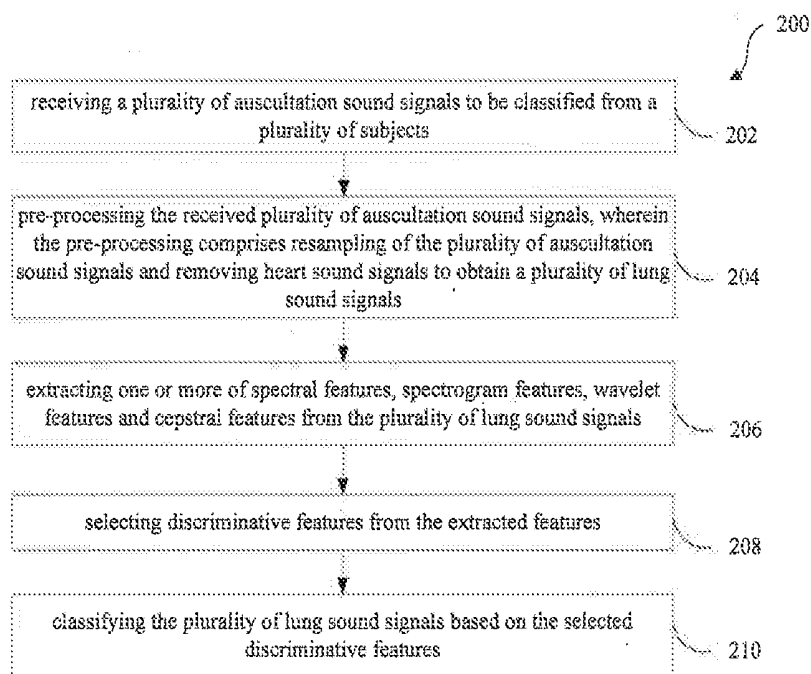 200
receiving a plurality of auscultation sound signals to be classified from a
plurality of subjects
202
pre-processing the received plurality of auscultation sound signals, wherein
the pre-processing comprises resampling of the plurality of auscultation
sound signals and removing heart sound signals to obtain a plurality of lung
sound signals
204
extracting one or more of spectral features, spectrogram features, wavelet
features and cepstral features from the plurality of lung sound signals
206
selecting discriminative features from the extracted features
208
classifying the plurality of lung sound signals based on the selected
discriminative features
210